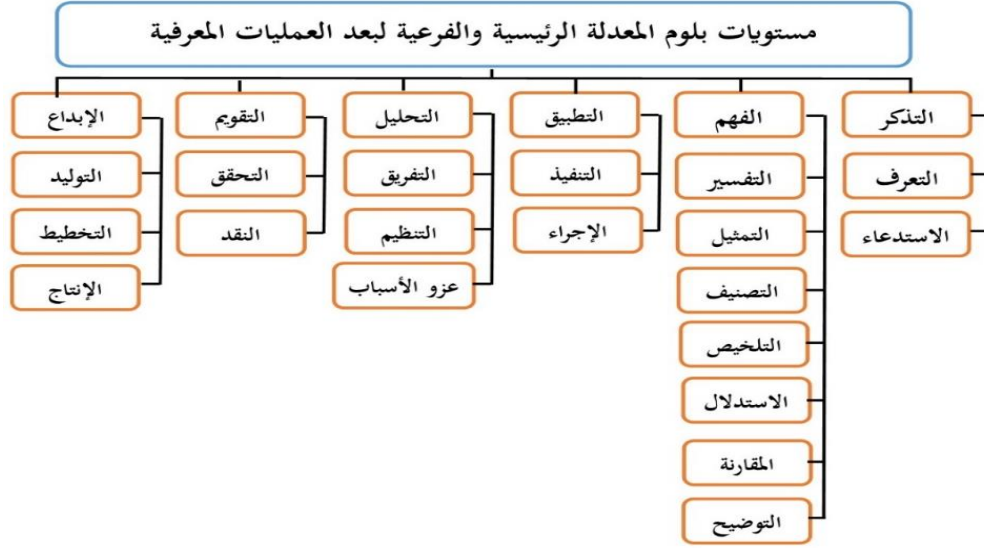 مستويات بلوم المعدلة الرئيسية والفرعية لبعد العمليات المعرفية
التذكر
التعرف
الاستدعاء
الفهم
التفسير
التمثيل
التصنيف
التلخيص
الاستدلال
المقارنة
التوضيح
التطبيق
التنفيذ
الإجراء
التحليل
التفريق
التنظيم
عزو الأسباب
التقويم
التحقق
النقد
الإبداع
التوليد
التخطيط
الإنتاج